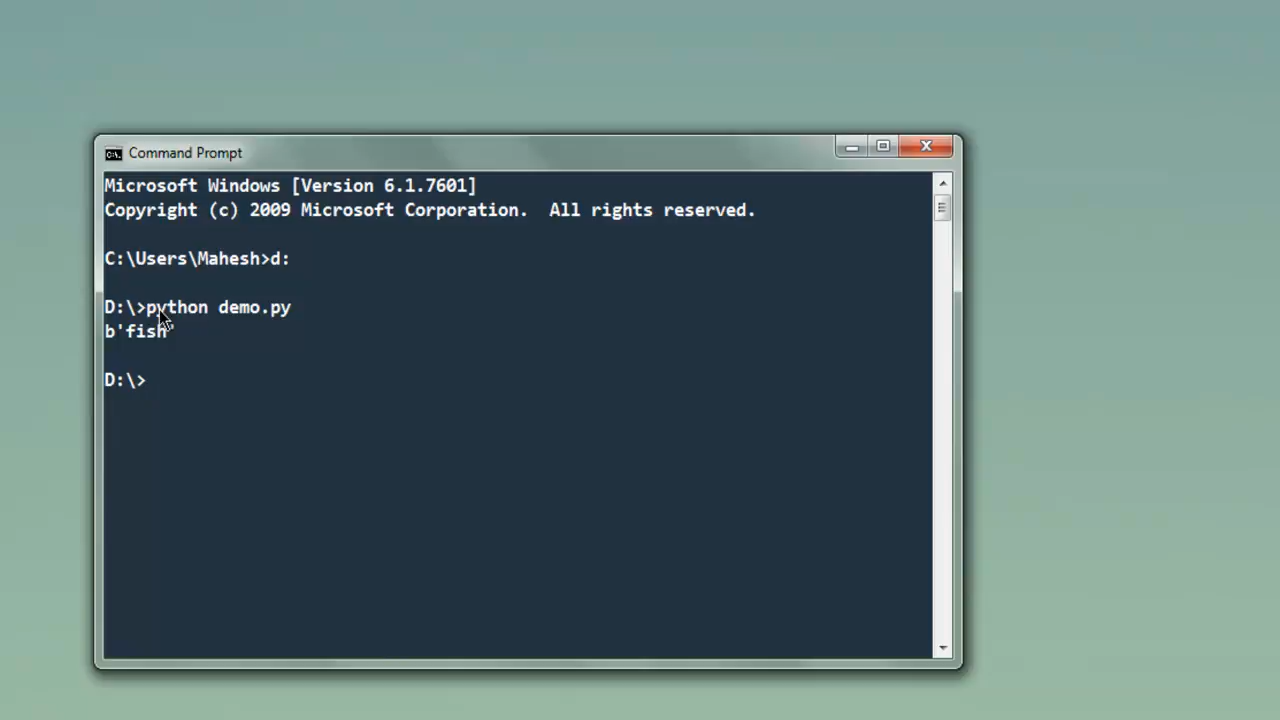 Command Prompt
Microsoft Windows [Version 6.1.7601]
Copyright (c) 2009 Microsoft Corporation.  All rights reserved.
C:\Users\Mahesh>d:
D:\>python demo.py
b'fish'
D:\>